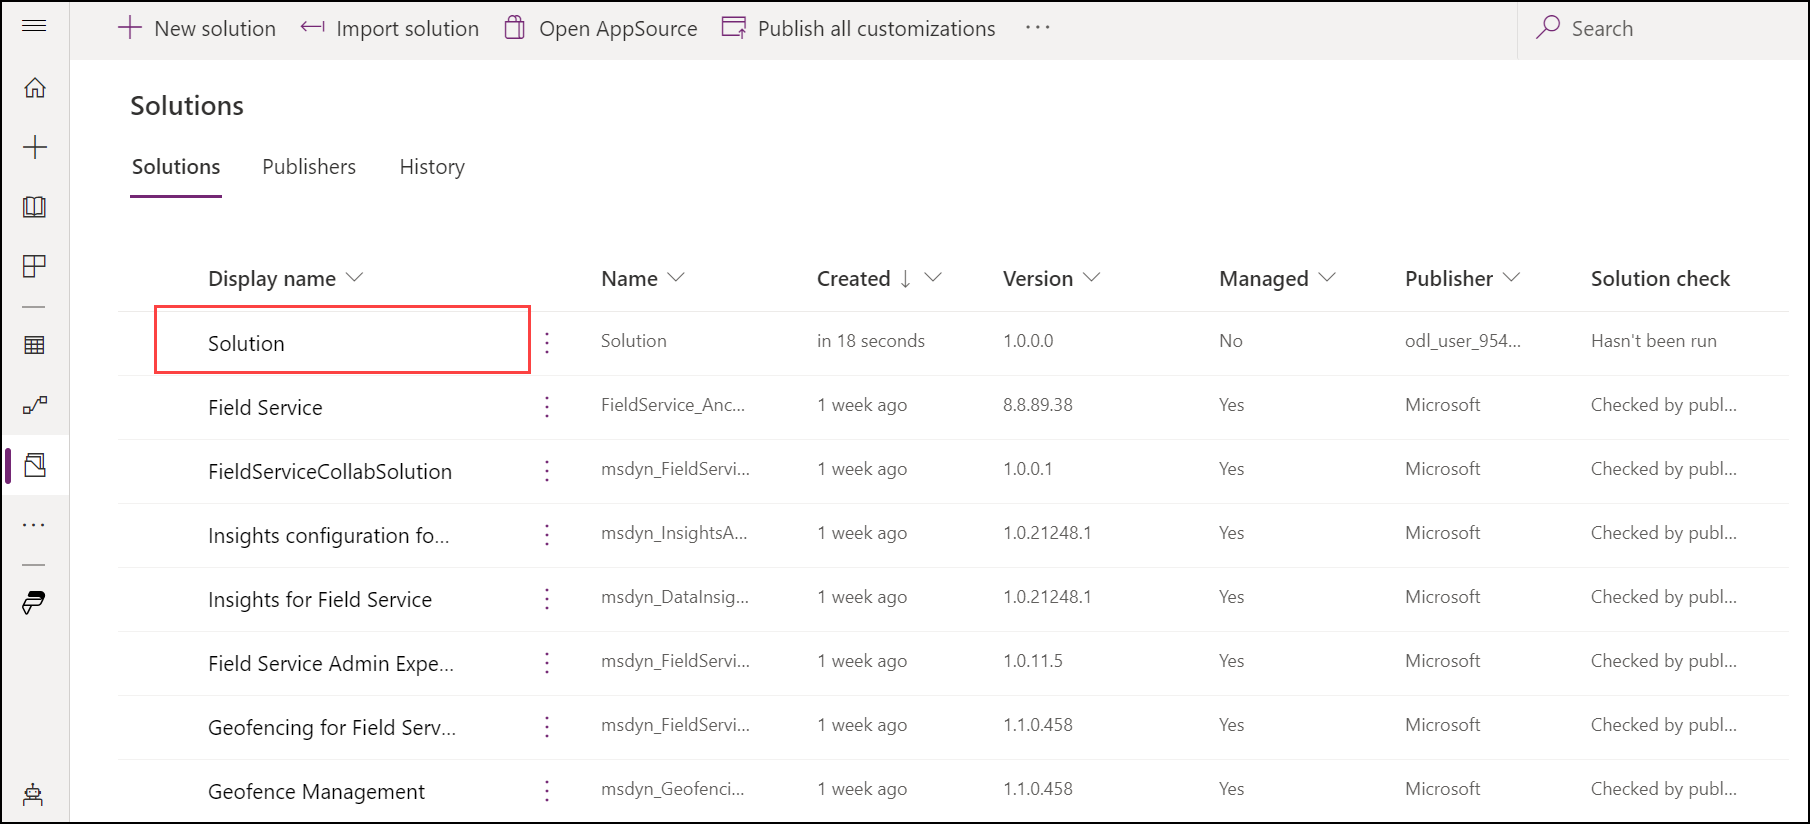 New solution Import solution Open AppSource Publish all customizations ··· Search
Solutions
Solutions Publishers History
Display name Name Created ↓ Version Managed Publisher Solution check
Solution Solution in 18 seconds 1.0.0.0 No odl_user_954... Hasn't been run
Field Service FieldService_Anc... 1 week ago 8.8.89.38 Yes Microsoft Checked by publ...
FieldServiceCollabSolution msdyn_FieldServi... 1 week ago 1.0.0.1 Yes Microsoft Checked by publ...
Insights configuration fo... msdyn_InsightsA... 1 week ago 1.0.21248.1 Yes Microsoft Checked by publ...
Insights for Field Service msdyn_DataInsig... 1 week ago 1.0.21248.1 Yes Microsoft Checked by publ...
Field Service Admin Expe... msdyn_FieldServi... 1 week ago 1.0.11.5 Yes Microsoft Checked by publ...
Geofencing for Field Serv... msdyn_FieldServi... 1 week ago 1.1.0.458 Yes Microsoft Checked by publ...
Geofence Management msdyn_Geofenci... 1 week ago 1.1.0.458 Yes Microsoft Checked by publ...